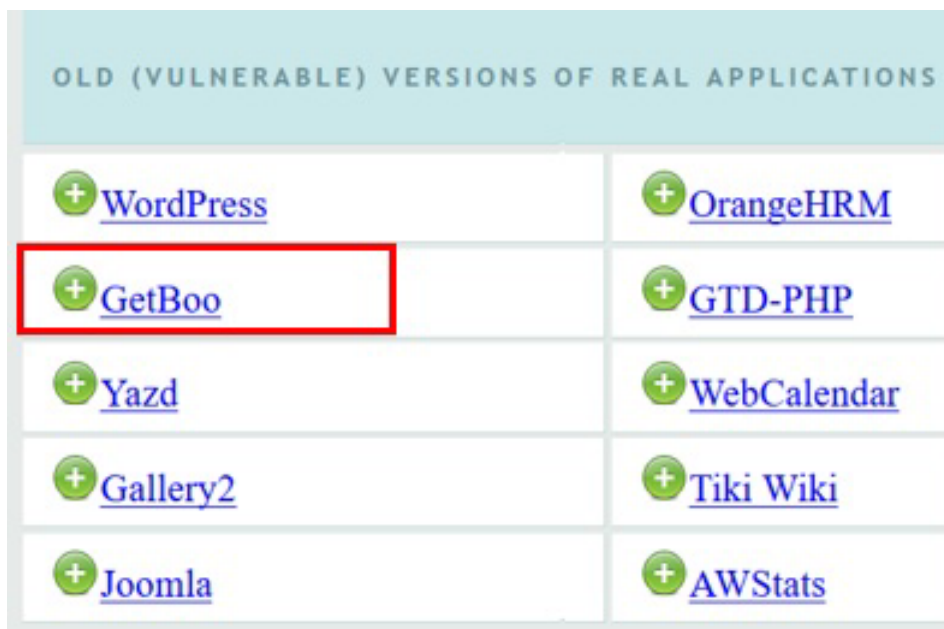 OLD (VULNERABLE) VERSIONS OF REAL APPLICATIONS
WordPress OrangeHRM
GetBoo GTD-PHP
Yazd WebCalendar
Gallery2 Tiki Wiki
Joomla AWStats